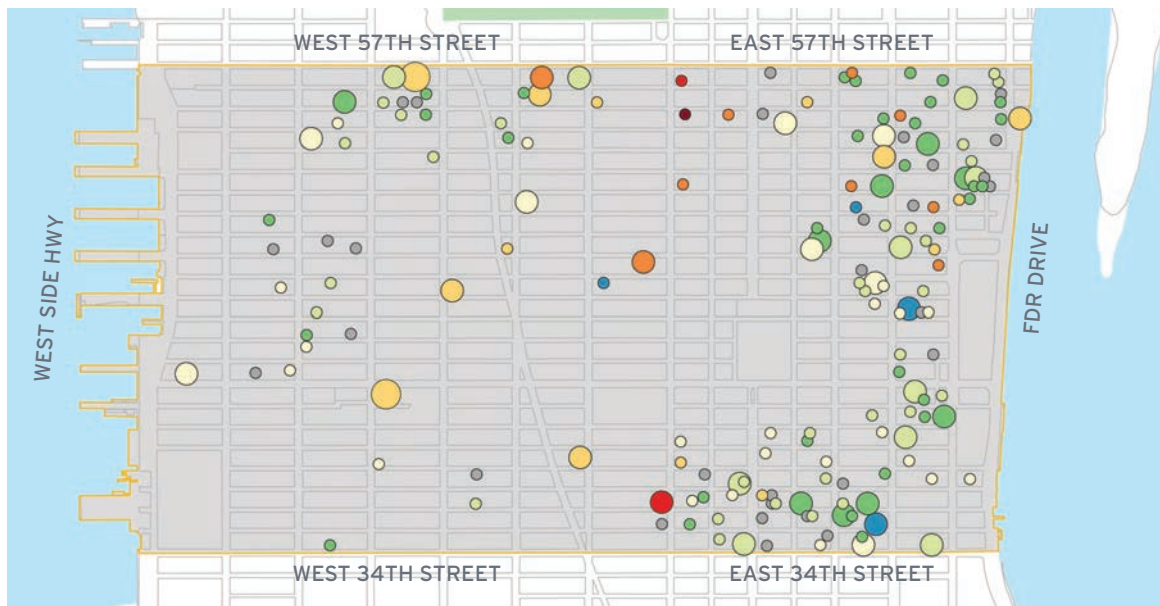 WEST 57TH STREET
EAST 57TH STREET
WEST SIDE HWY
FDR DRIVE
WEST 34TH STREET
EAST 34TH STREET